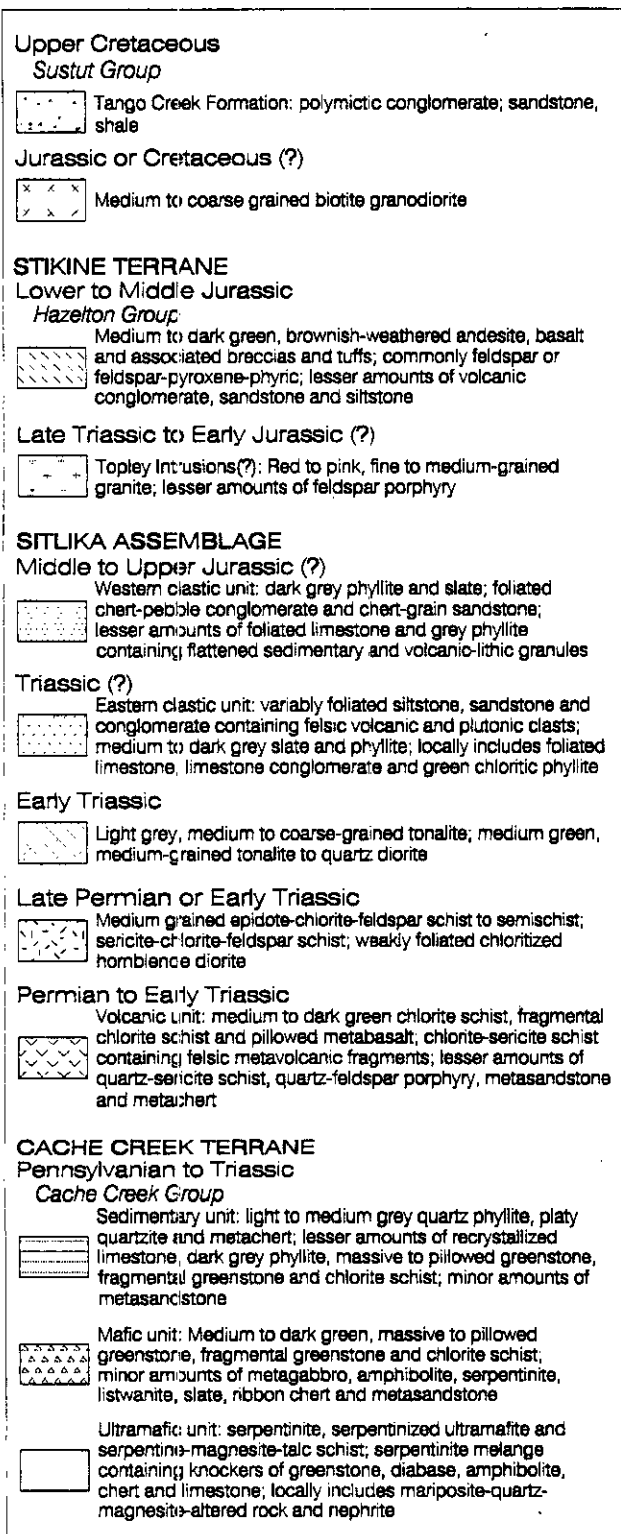 Upper Cretaceous
Sustut Group
Tango Creek Formation: polymictic conglomerate; sandstone,
shale
Jurassic or Cretaceous (?)
Medium to coarse grained biotite granodiorite
STIKINE TERRANE
Lower to Middle Jurassic
Hazelton Group
Medium to dark green, brownish-weathered andesite, basalt
and associated breccias and tuffs; commonly feldspar or
feldspar-pyroxene-phyric; lesser amounts of volcanic
conglomerate, sandstone and siltstone
Late Triassic to Early Jurassic (?)
Topley Intrusions(?): Red to pink, fine to medium-grained
granite; lesser amounts of feldspar porphyry
SITLIKA ASSEMBLAGE
Middle to Upper Jurassic (?)
Western clastic unit: dark grey phyllite and slate; foliated
chert-pebble conglomerate and chert-grain sandstone;
lesser amounts of foliated limestone and grey phyllite
containing flattened sedimentary and volcanic-lithic granules
Triassic (?)
Eastern clastic unit: variably foliated siltstone, sandstone and
conglomerate containing felsic volcanic and plutonic clasts;
medium to dark grey slate and phyllite; locally includes foliated
limestone, limestone conglomerate and green chloritic phyllite
Early Triassic
Light grey, medium to coarse-grained tonalite; medium green,
medium-grained tonalite to quartz diorite
Late Permian or Early Triassic
Medium grained epidote-chlorite-feldspar schist to semischist;
sericite-chlorite-feldspar schist; weakly foliated chloritized
hornblende diorite
Permian to Early Triassic
Volcanic unit: medium to dark green chlorite schist, fragmental
chlorite schist and pillowed metabasalt; chlorite-sericite schist
containing felsic metavolcanic fragments; lesser amounts of
quartz-sericite schist, quartz-feldspar porphyry, metasandstone
and metachert
CACHE CREEK TERRANE
Pennsylvanian to Triassic
Cache Creek Group
Sedimentary unit: light to medium grey quartz phyllite, platy
quartzite and metachert; lesser amounts of recrystallized
limestone, dark grey phyllite, massive to pillowed greenstone,
fragmental greenstone and chlorite schist; minor amounts of
metasandstone
Mafic unit: Medium to dark green, massive to pillowed
greenstone, fragmental greenstone and chlorite schist;
minor amounts of metagabbro, amphibolite, serpentinite,
listwanite, slate, ribbon chert and metasandstone
Ultramafic unit: serpentinite, serpentinized ultramafite and
serpentine-magnesite-talc schist; serpentinite melange
containing knockers of greenstone, diabase, amphibolite,
chert and limestone; locally includes mariposite-quartz-
magnesite-altered rock and nephrite